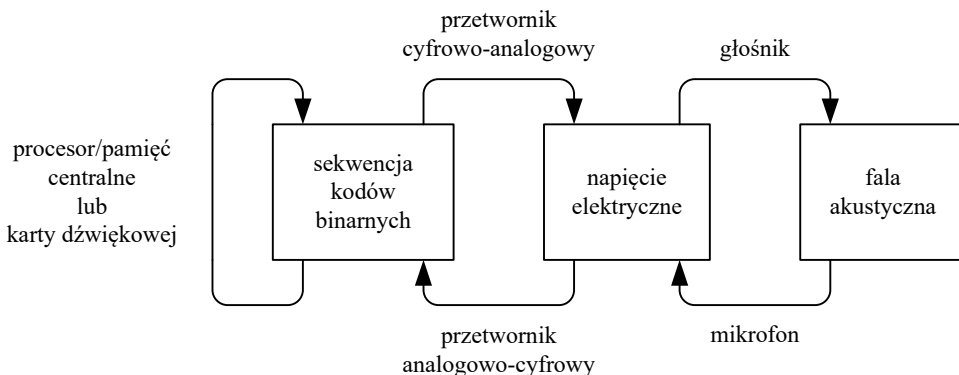 przetwornik
cyfrowo-analogowy
głośnik
procesor/pamięć
centralne
lub
karty dźwiękowej
sekwencja
kodów
binarnych
napięcie
elektryczne
fala
akustyczna
przetwornik
analogowo-cyfrowy
mikrofon